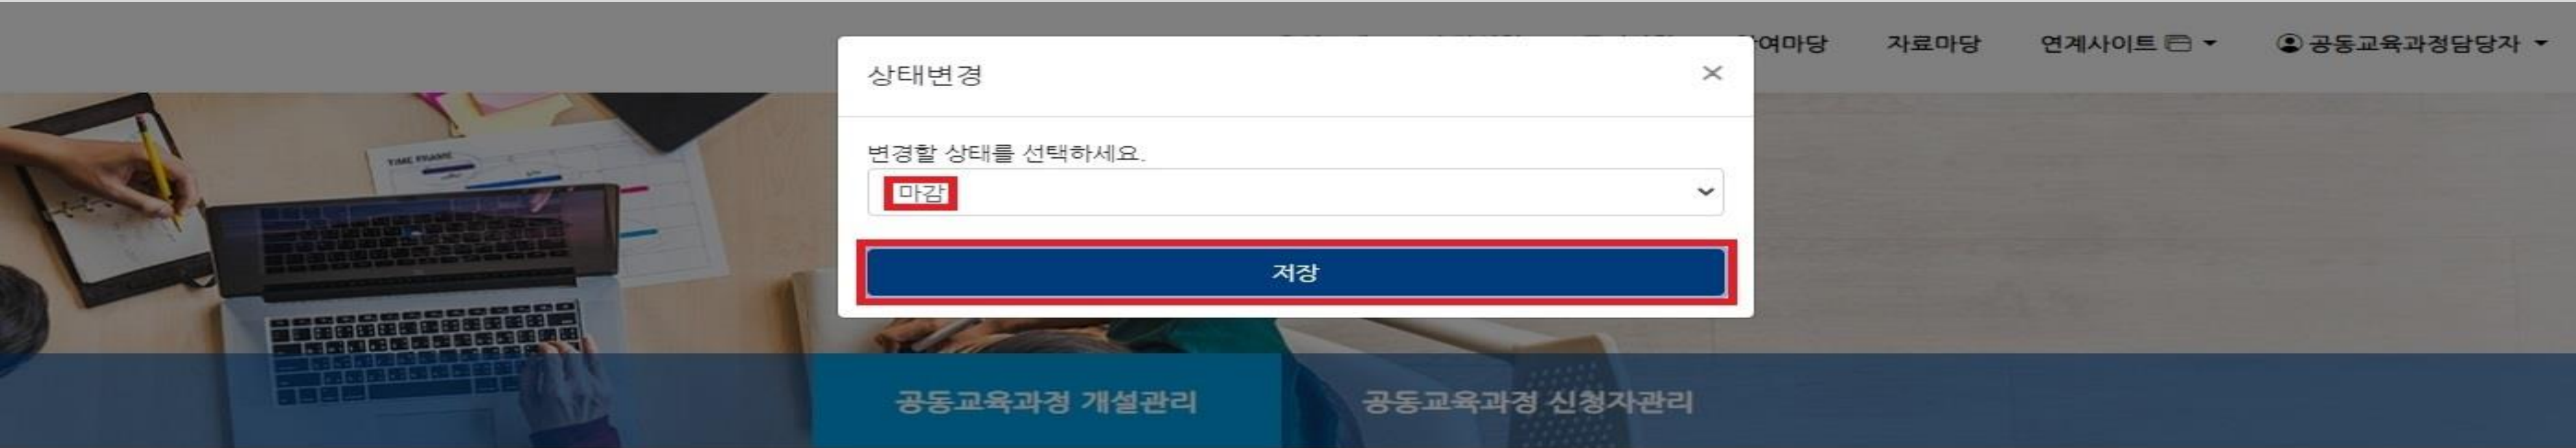 여마당 자료마당 연계사이트 공동교육과정담당자
상태변경
변경할 상태를 선택하세요.
마감
저장
TIME FRAME
공동교육과정 개설관리 공동교육과정 신청자관리